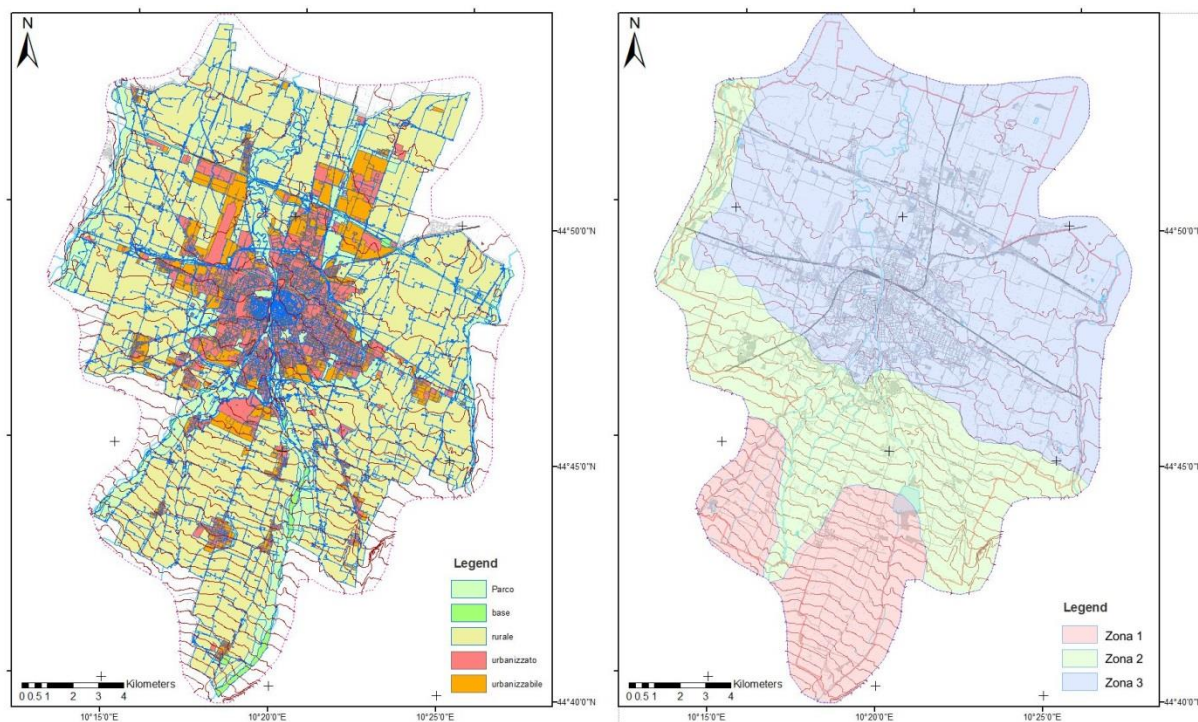 N
44°50'0"N
44°45'0"N
44°40'0"N
Legend
Parco
base
rurale
urbanizzato
urbanizzabile
0 0.5 1 2 3 4 Kilometers
10°15'0"E 10°20'0"E 10°25'0"E
N
44°50'0"N
44°45'0"N
44°40'0"N
Legend
Zona 1
Zona 2
Zona 3
0 0.5 1 2 3 4 Kilometers
10°15'0"E 10°20'0"E 10°25'0"E